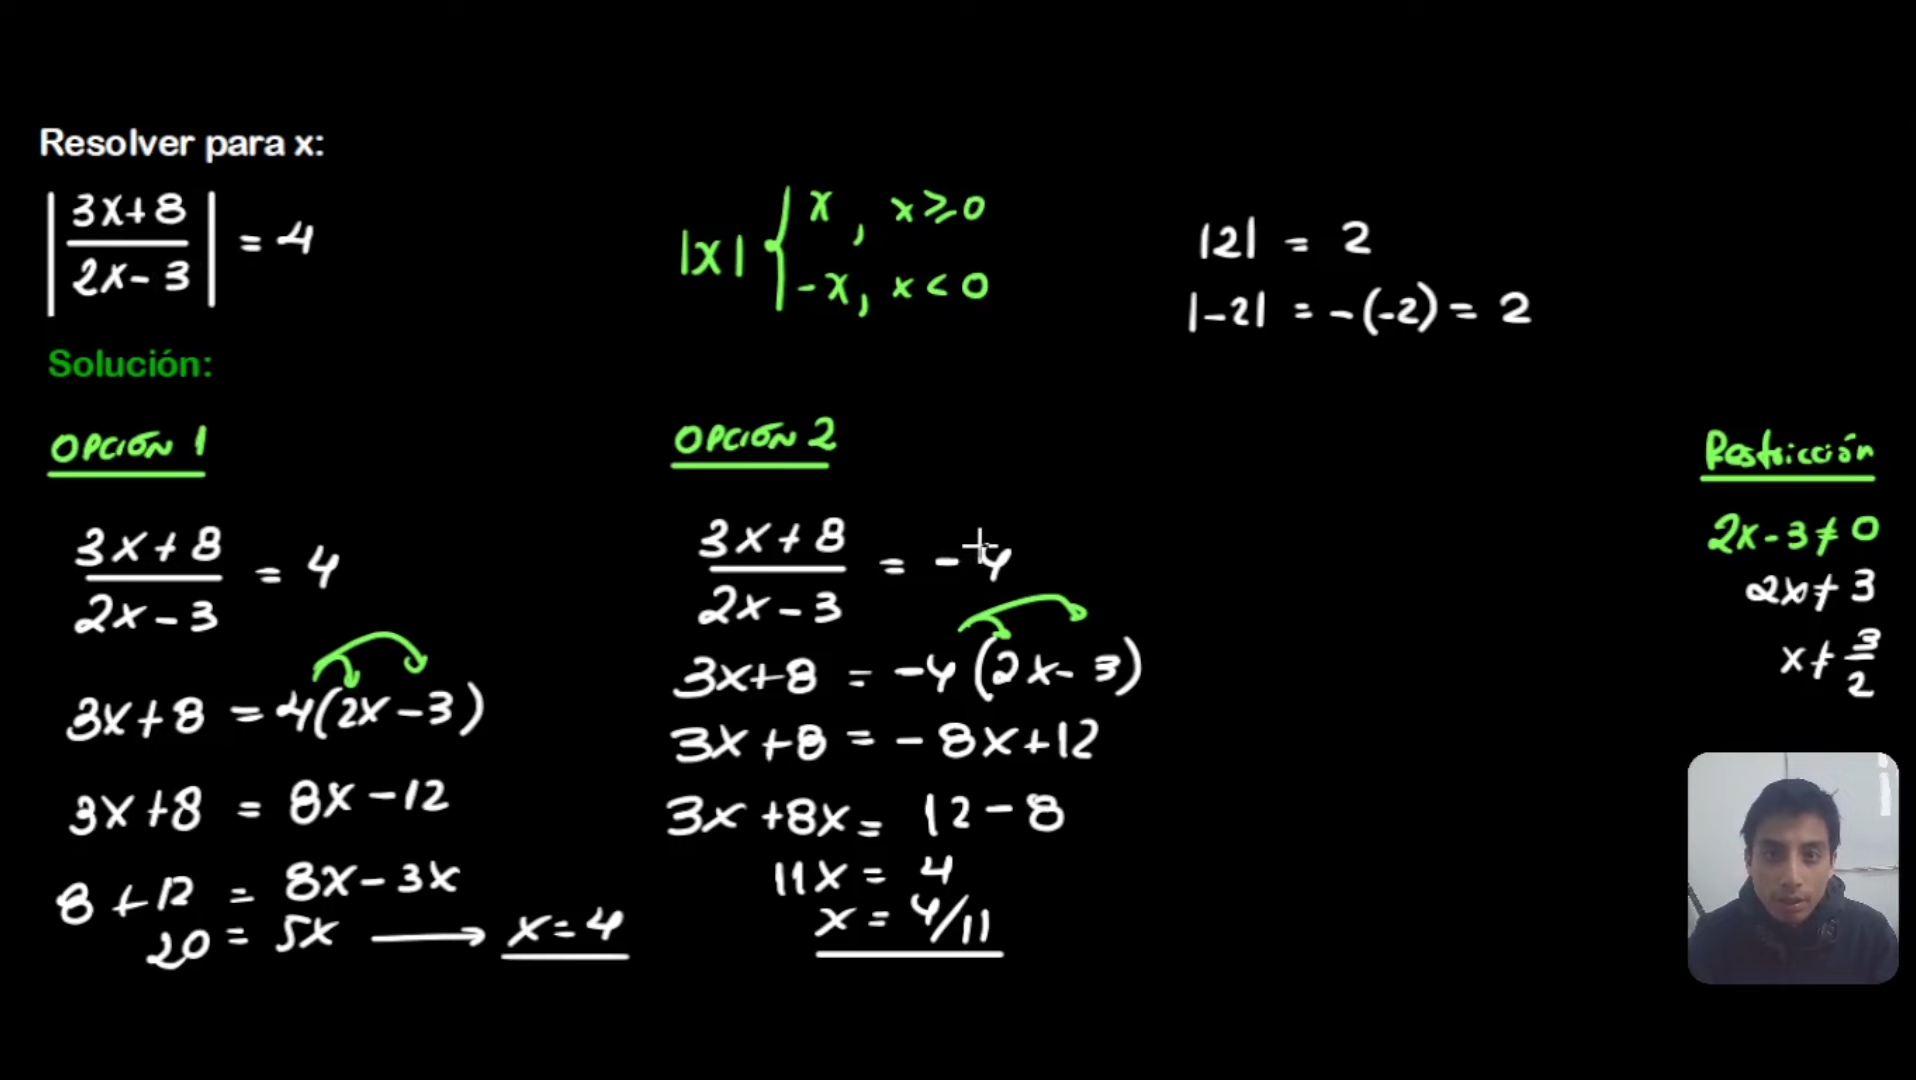 Resolver para x:
|3x+8 / 2x-3| = 4
|x| { x, x ≥ 0
-x, x < 0
|2| = 2
|-2| = -(-2) = 2
Solución:
OPCIÓN 1
3x+8 / 2x-3 = 4
3x+8 = 4(2x-3)
3x+8 = 8x-12
8+12 = 8x-3x
20 = 5x → x=4
OPCIÓN 2
3x+8 / 2x-3 = -4
3x+8 = -4(2x-3)
3x+8 = -8x+12
3x+8x = 12-8
11x = 4
x = 4/11
Restricción
2x-3≠0
2x≠3
x≠3/2